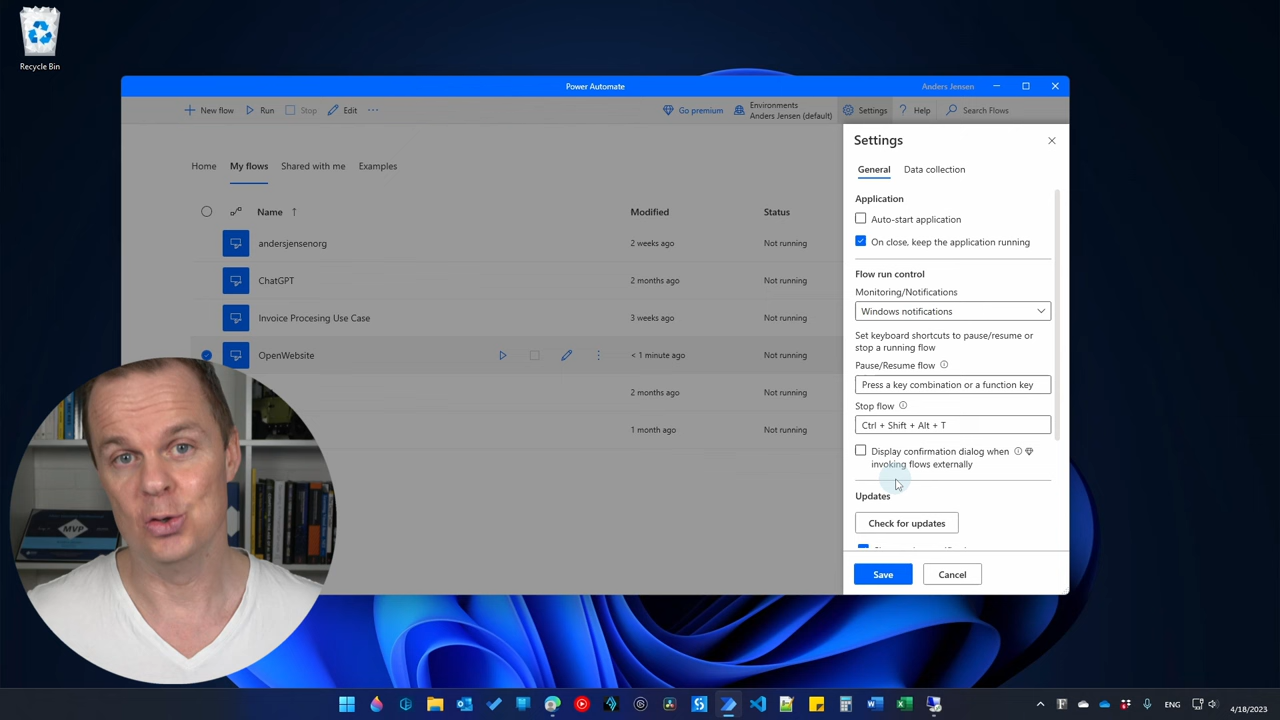 Recycle Bin
Power Automate
Anders Jensen
New flow
Run
Stop
Edit
Go premium
Environments
Anders Jensen (default)
Settings
Help
Search Flows
Home
My flows
Shared with me
Examples
Name
Modified
Status
andersjensenorg
2 weeks ago
Not running
ChatGPT
2 months ago
Not running
Invoice Procesing Use Case
3 weeks ago
Not running
OpenWebsite
< 1 minute ago
Not running
2 months ago
Not running
1 month ago
Not running
Settings
General
Data collection
Application
Auto-start application
On close, keep the application running
Flow run control
Monitoring/Notifications
Windows notifications
Set keyboard shortcuts to pause/resume or
stop a running flow
Pause/Resume flow
Press a key combination or a function key
Stop flow
Ctrl + Shift + Alt + T
Display confirmation dialog when
invoking flows externally
Updates
Check for updates
Save
Cancel
MVP
ENG
4/18/2023